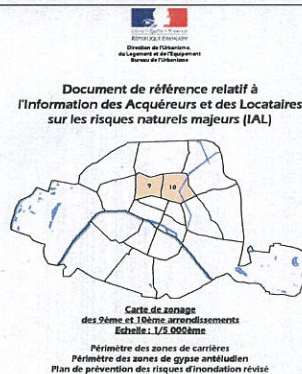 Liberté • Égalité • Fraternité
RÉPUBLIQUE FRANÇAISE
Direction de l'Urbanisme,
du Logement et de l'Equipement
Bureau de l'Urbanisme
Document de référence relatif à
l'Information des Acquéreurs et des Locataires
sur les risques naturels majeurs (IAL)
9 10
Carte de zonage
des 9ème et 10ème arrondissements
Echelle : 1/5 000ème
Périmètre des zones de carrières
Périmètre des zones de gypse antéludien
Plan de prévention des risques d'inondation révisé